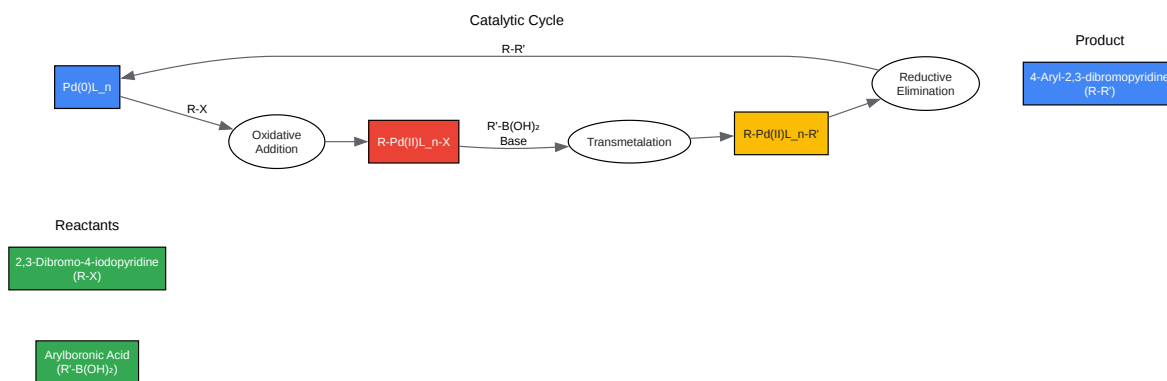 Catalytic Cycle
Product
R-R'
Pd(0)L_n
R-X
Oxidative
Addition
R-Pd(II)L_n-X
R'-B(OH)₂
Base
Transmetalation
R-Pd(II)L_n-R'
Reductive
Elimination
4-Aryl-2,3-dibromopyridine
(R-R')
Reactants
2,3-Dibromo-4-iodopyridine
(R-X)
Arylboronic Acid
(R'-B(OH)₂)